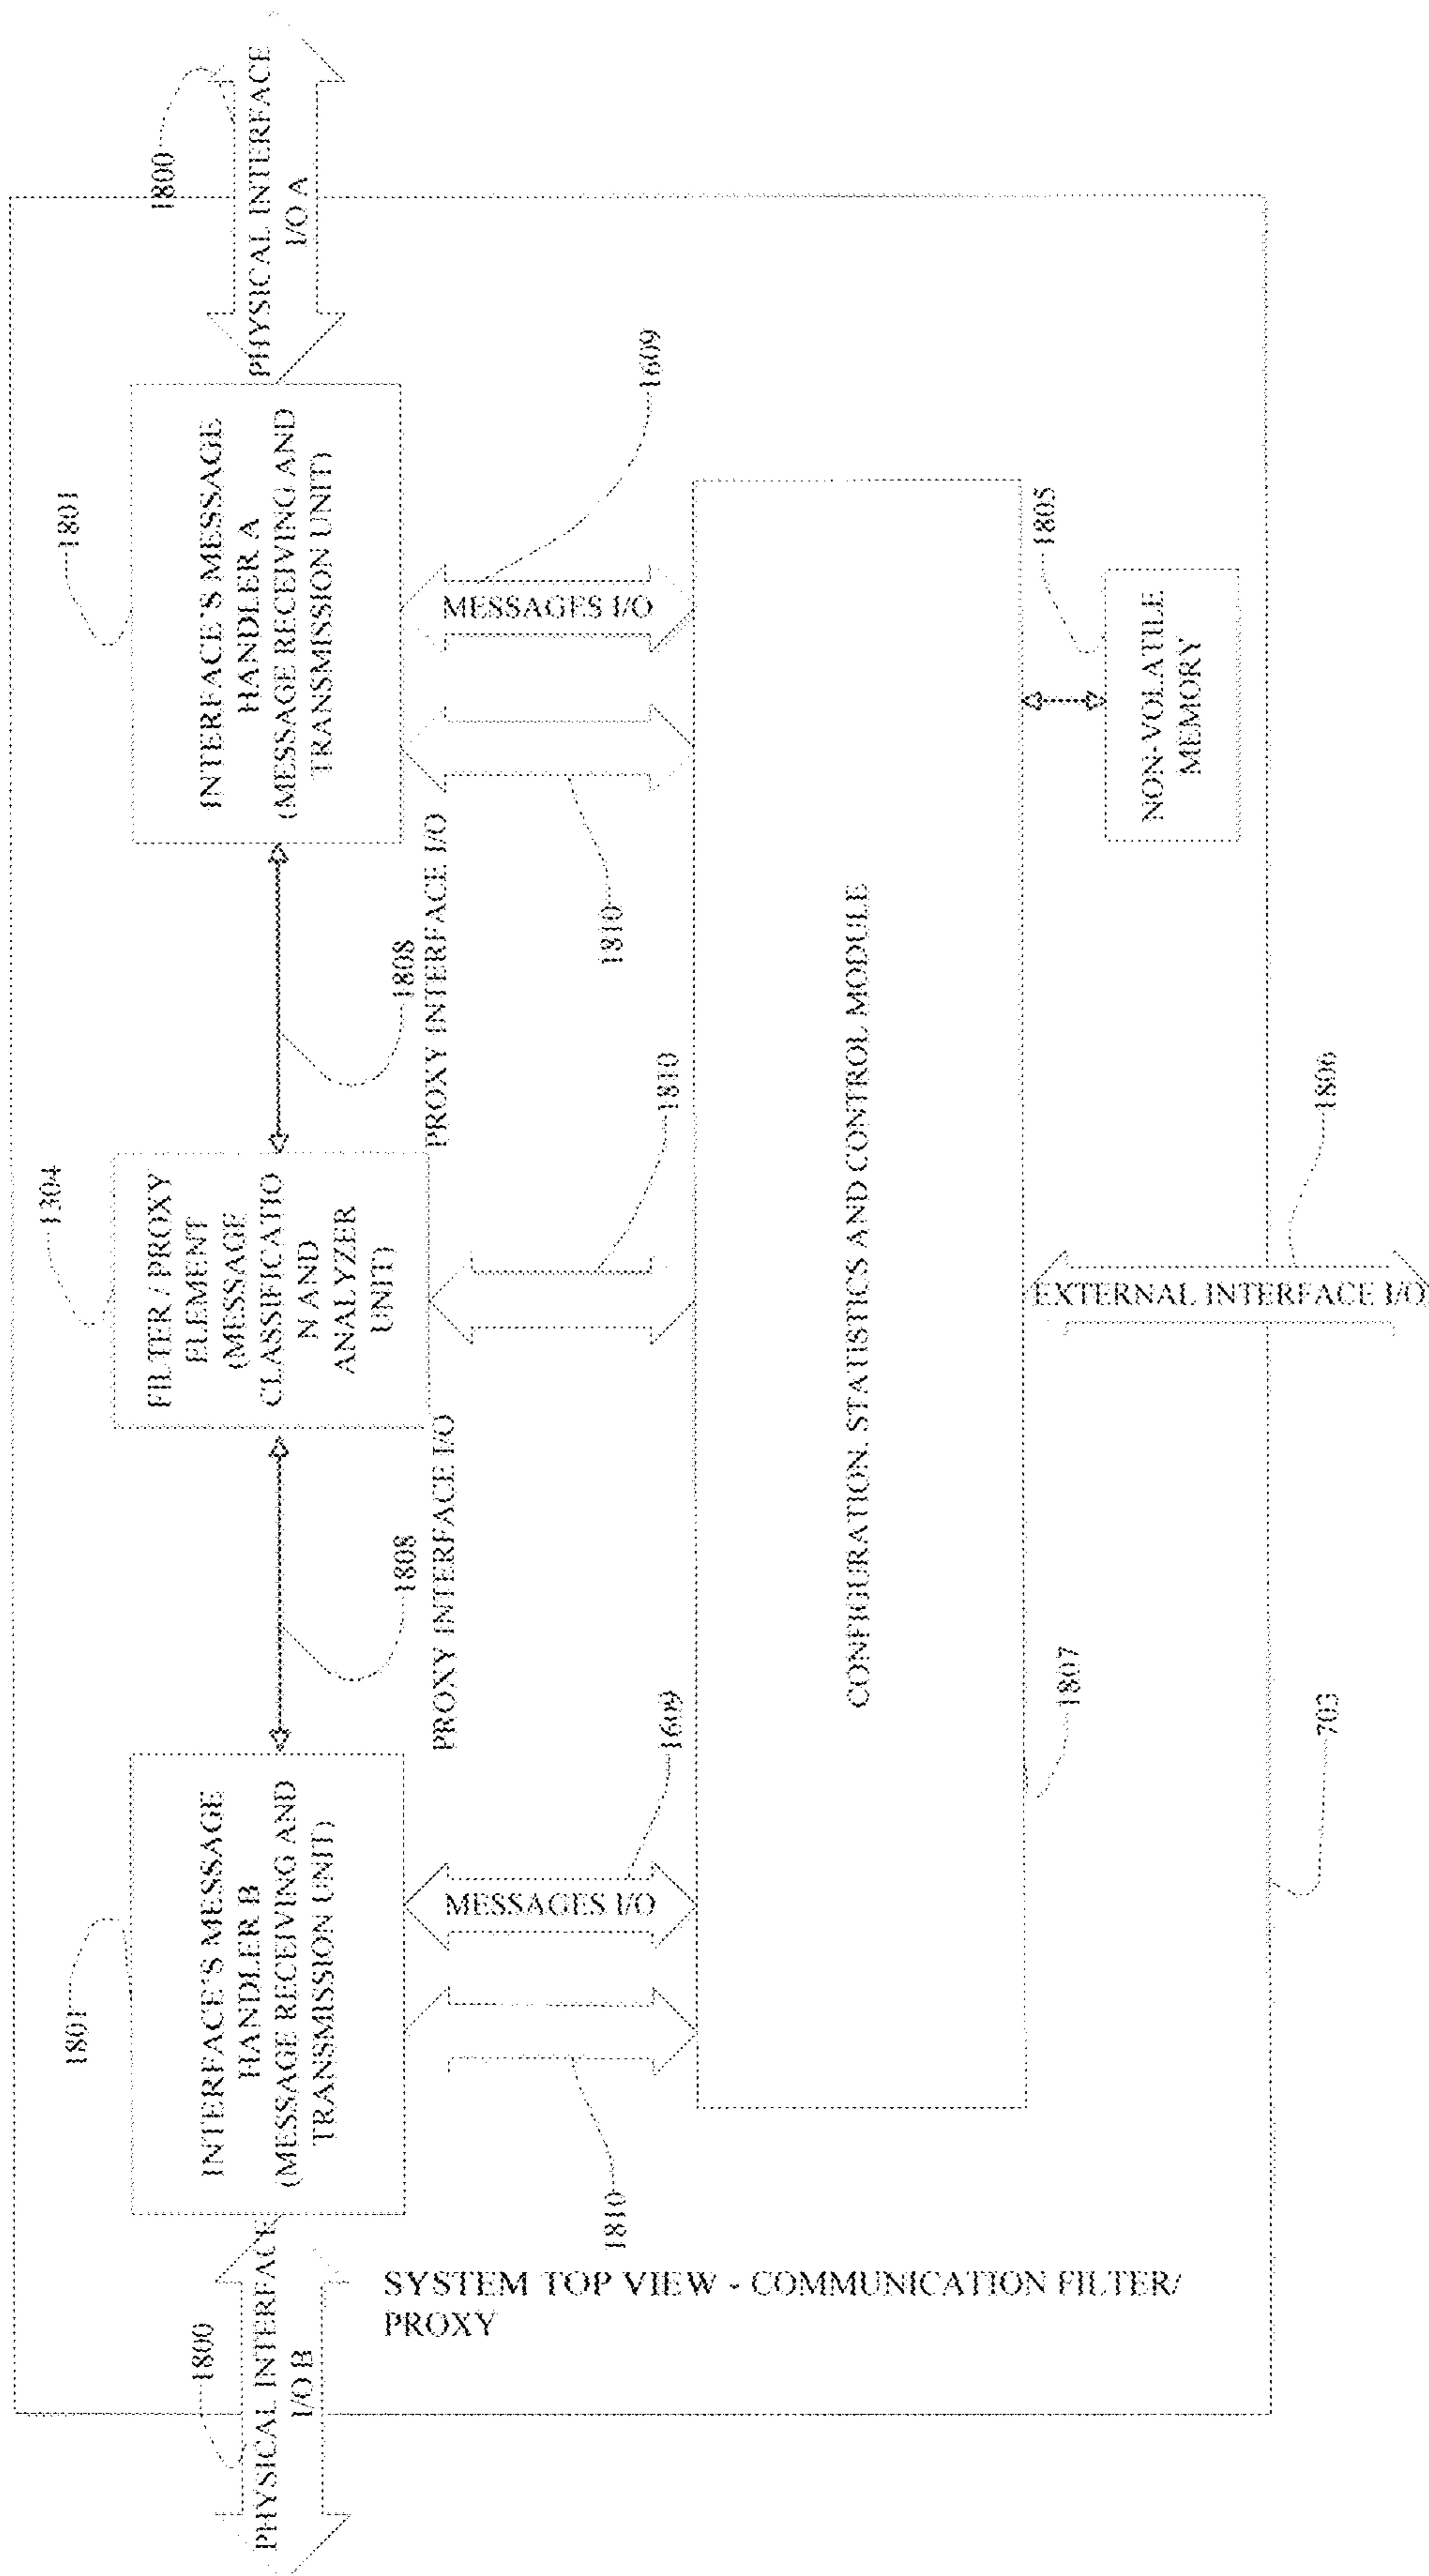 1800
PHYSICAL INTERFACE
I/O B
1801
INTERFACE'S MESSAGE
HANDLER B
(MESSAGE RECEIVING AND
TRANSMISSION UNIT)
1808
PROXY INTERFACE I/O
1304
FILTER / PROXY
ELEMENT
(MESSAGE
CLASSIFICATIO
N AND
ANALYZER
UNIT)
1808
PROXY INTERFACE I/O
1801
INTERFACE'S MESSAGE
HANDLER A
(MESSAGE RECEIVING AND
TRANSMISSION UNIT)
1800
PHYSICAL INTERFACE
I/O A
1810
MESSAGES I/O
1609
1810
1810
MESSAGES I/O
1609
SYSTEM TOP VIEW - COMMUNICATION FILTER/
PROXY
CONFIGURATION, STATISTICS AND CONTROL MODULE
1807
1805
NON-VOLATILE
MEMORY
EXTERNAL INTERFACE I/O
1806
703